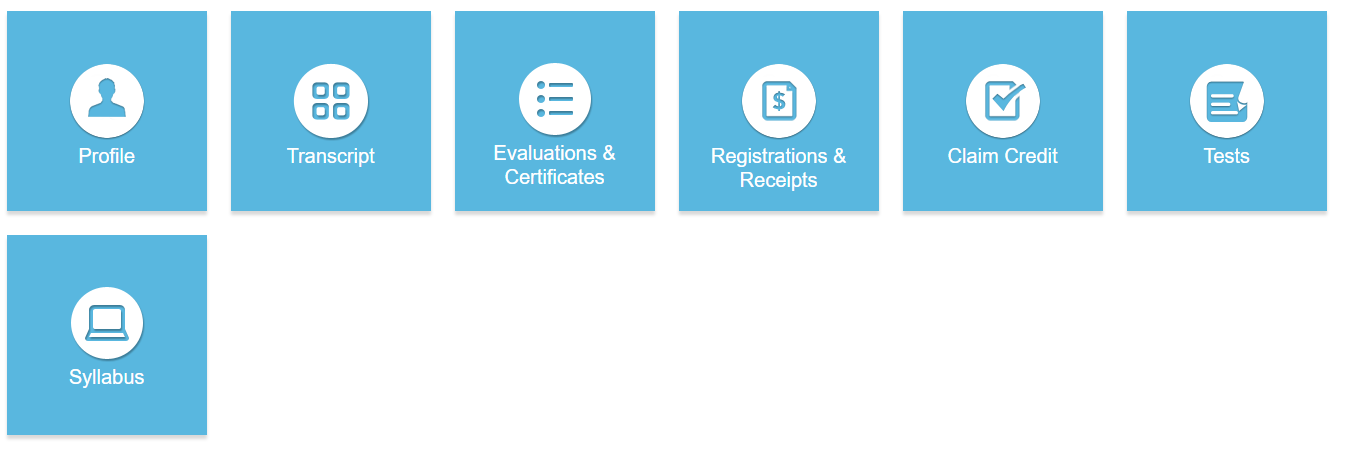 Profile
Transcript
Evaluations &
Certificates
Registrations &
Receipts
Claim Credit
Tests
Syllabus